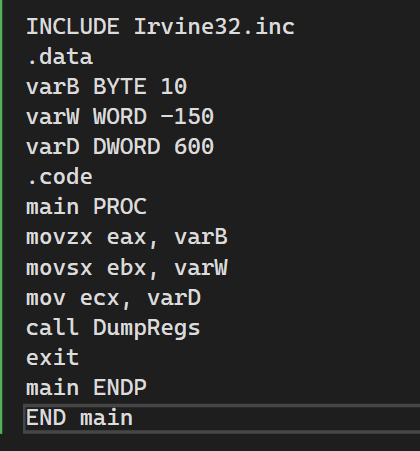 INCLUDE Irvine32.inc
.data
varB BYTE 10
varW WORD -150
varD DWORD 600
.code
main PROC
movzx eax, varB
movsx ebx, varW
mov ecx, varD
call DumpRegs
exit
main ENDP
END main